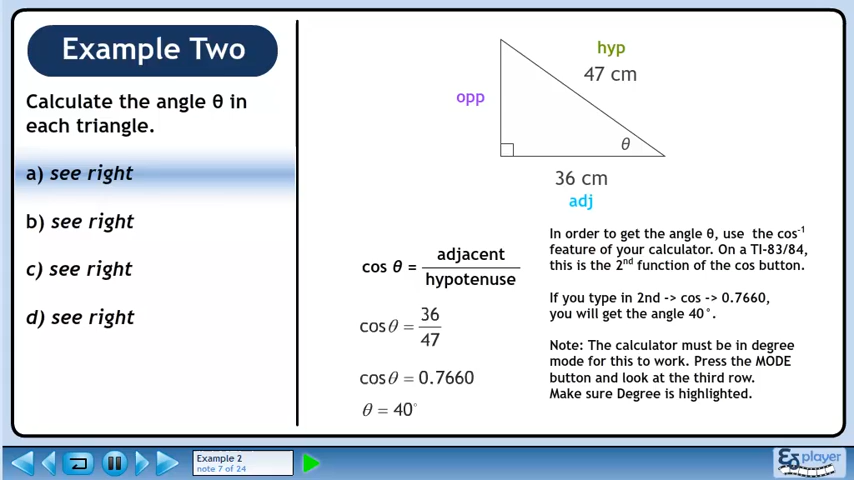 Example Two
Calculate the angle θ in
each triangle.
a) see right
b) see right
c) see right
d) see right
hyp
47 cm
opp
θ
36 cm
adj
cos θ = adjacent
hypotenuse
cos θ = 36
47
cos θ = 0.7660
θ = 40°
In order to get the angle θ, use the cos⁻¹
feature of your calculator. On a TI-83/84,
this is the 2nd function of the cos button.
If you type in 2nd -> cos -> 0.7660,
you will get the angle 40°.
Note: The calculator must be in degree
mode for this to work. Press the MODE
button and look at the third row.
Make sure Degree is highlighted.
Example 2
note 7 of 24
player